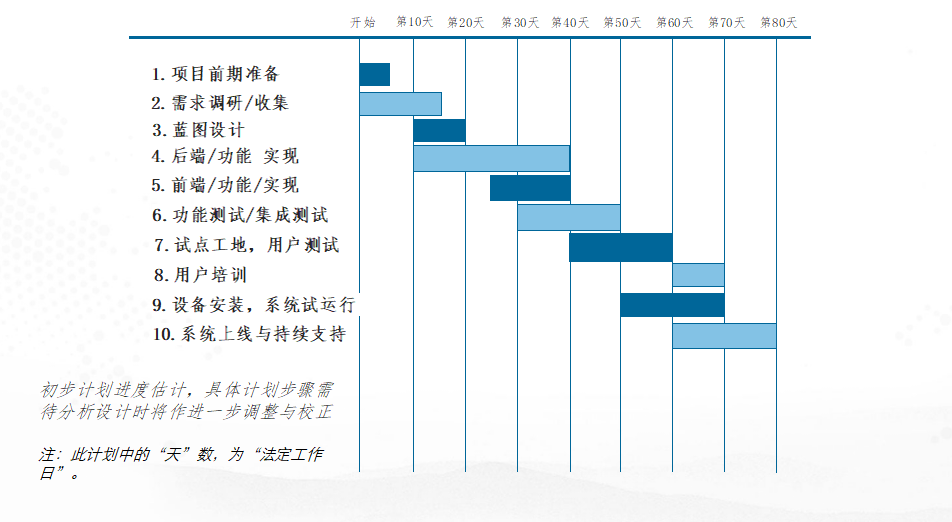 开始 第10天 第20天 第30天 第40天 第50天 第60天 第70天 第80天
1. 项目前期准备
2. 需求调研/收集
3. 蓝图设计
4. 后端/功能 实现
5. 前端/功能/实现
6. 功能测试/集成测试
7. 试点工地，用户测试
8. 用户培训
9. 设备安装，系统试运行
10. 系统上线与持续支持
初步计划进度估计，具体计划步骤需
待分析设计时将作进一步调整与校正
注：此计划中的“天”数，为“法定工作
日”。